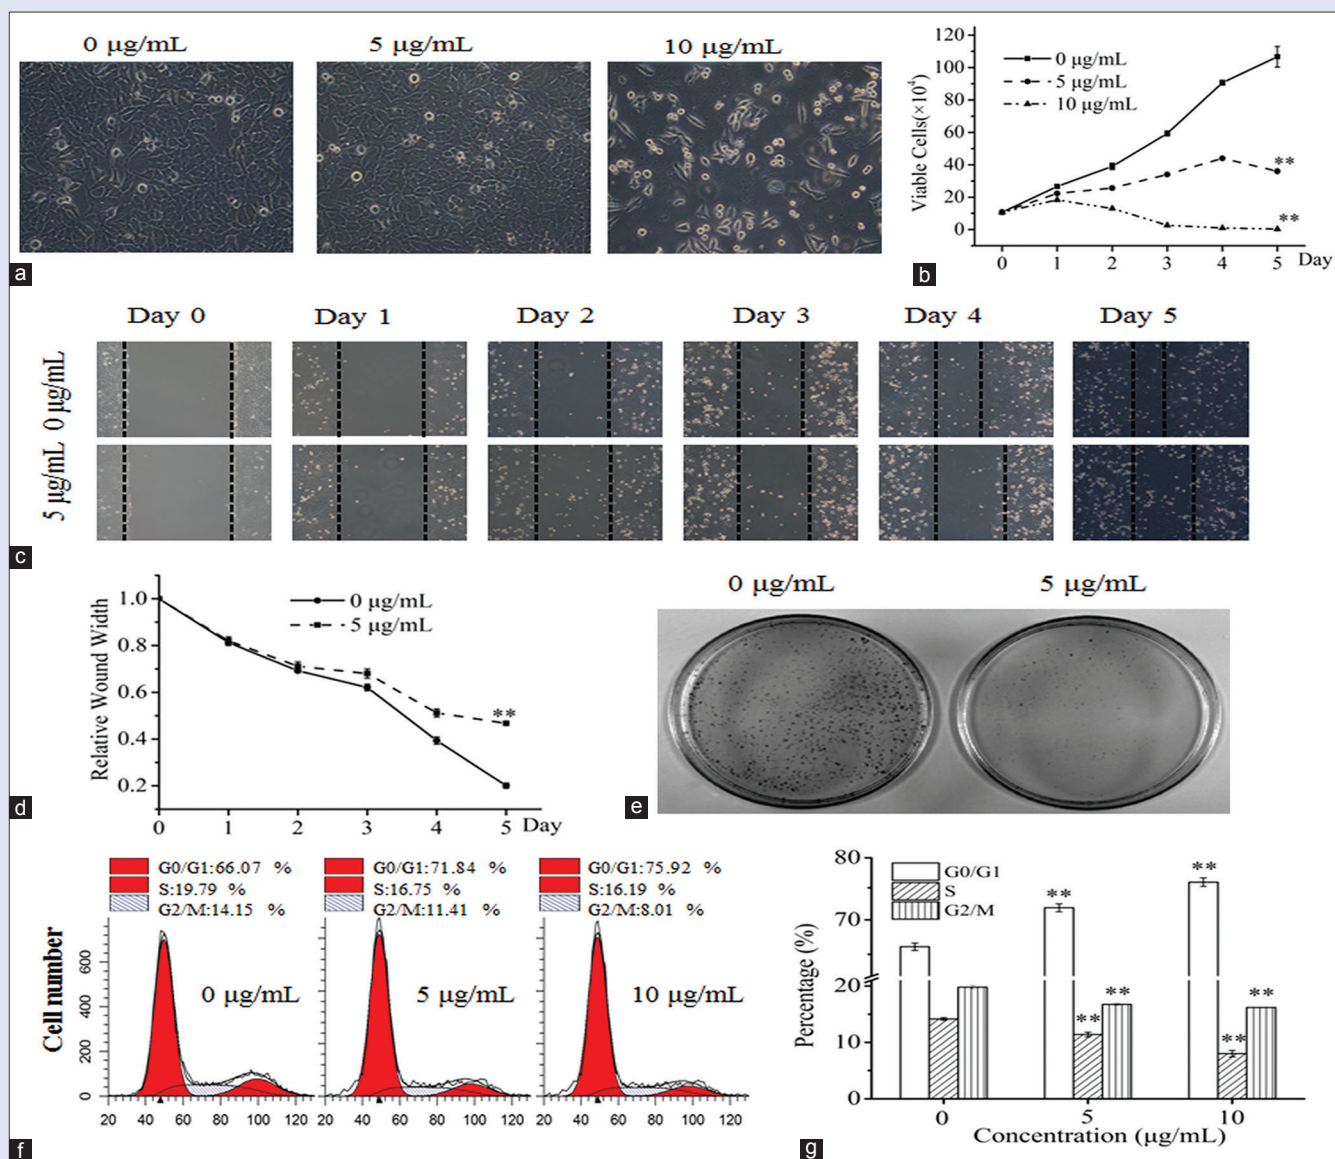 0 μg/mL
5 μg/mL
10 μg/mL
a
120
100
80
60
40
20
0
Viable Cells(×10⁴)
0 μg/mL
5 μg/mL
10 μg/mL
**
**
0 1 2 3 4 5 Day
b
Day 0
Day 1
Day 2
Day 3
Day 4
Day 5
0 μg/mL
5 μg/mL
c
1.0
0.8
0.6
0.4
0.2
Relative Wound Width
0 μg/mL
5 μg/mL
**
0 1 2 3 4 5 Day
d
0 μg/mL
5 μg/mL
e
G0/G1:66.07 %
S:19.79 %
G2/M:14.15 %
G0/G1:71.84 %
S:16.75 %
G2/M:11.41 %
G0/G1:75.92 %
S:16.19 %
G2/M:8.01 %
Cell number
600
400
200
0
0 μg/mL
5 μg/mL
10 μg/mL
20 40 60 80 100 120
20 40 60 80 100 120
20 40 60 80 100 120
f
80
70
20
10
0
Percentage (%)
G0/G1
S
G2/M
**
**
**
**
**
**
0 5 10
Concentration (μg/mL)
g